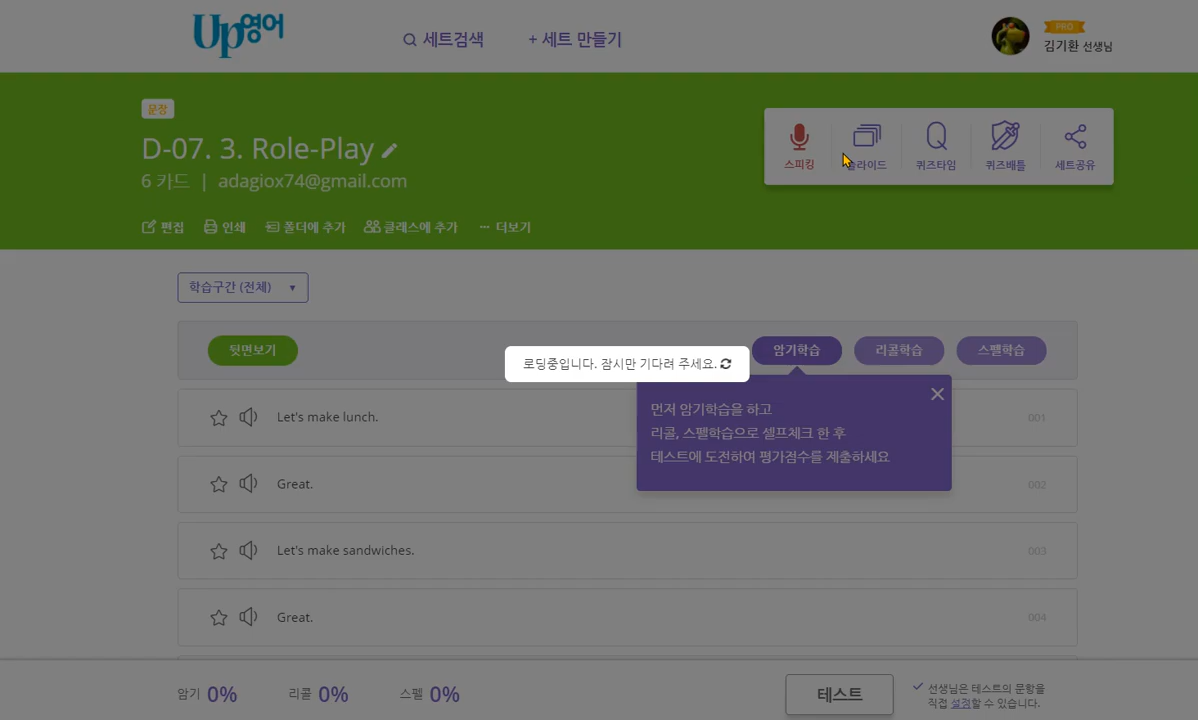 Up영어
세트검색
+ 세트 만들기
PRO
김기환 선생님
문장
D-07. 3. Role-Play
6 카드 | adagiox74@gmail.com
스피킹
슬라이드
퀴즈타임
퀴즈배틀
세트공유
편집
인쇄
폴더에 추가
클래스에 추가
··· 더보기
학습구간 (전체) ▼
뒷면보기
로딩중입니다. 잠시만 기다려 주세요.
암기학습
리콜학습
스펠학습
먼저 암기학습을 하고
리콜, 스펠학습으로 셀프체크 한 후
테스트에 도전하여 평가점수를 제출하세요
Let's make lunch.
001
Great.
002
Let's make sandwiches.
003
Great.
004
암기 0%
리콜 0%
스펠 0%
테스트
선생님은 테스트의 문항을
직접 설정할 수 있습니다.